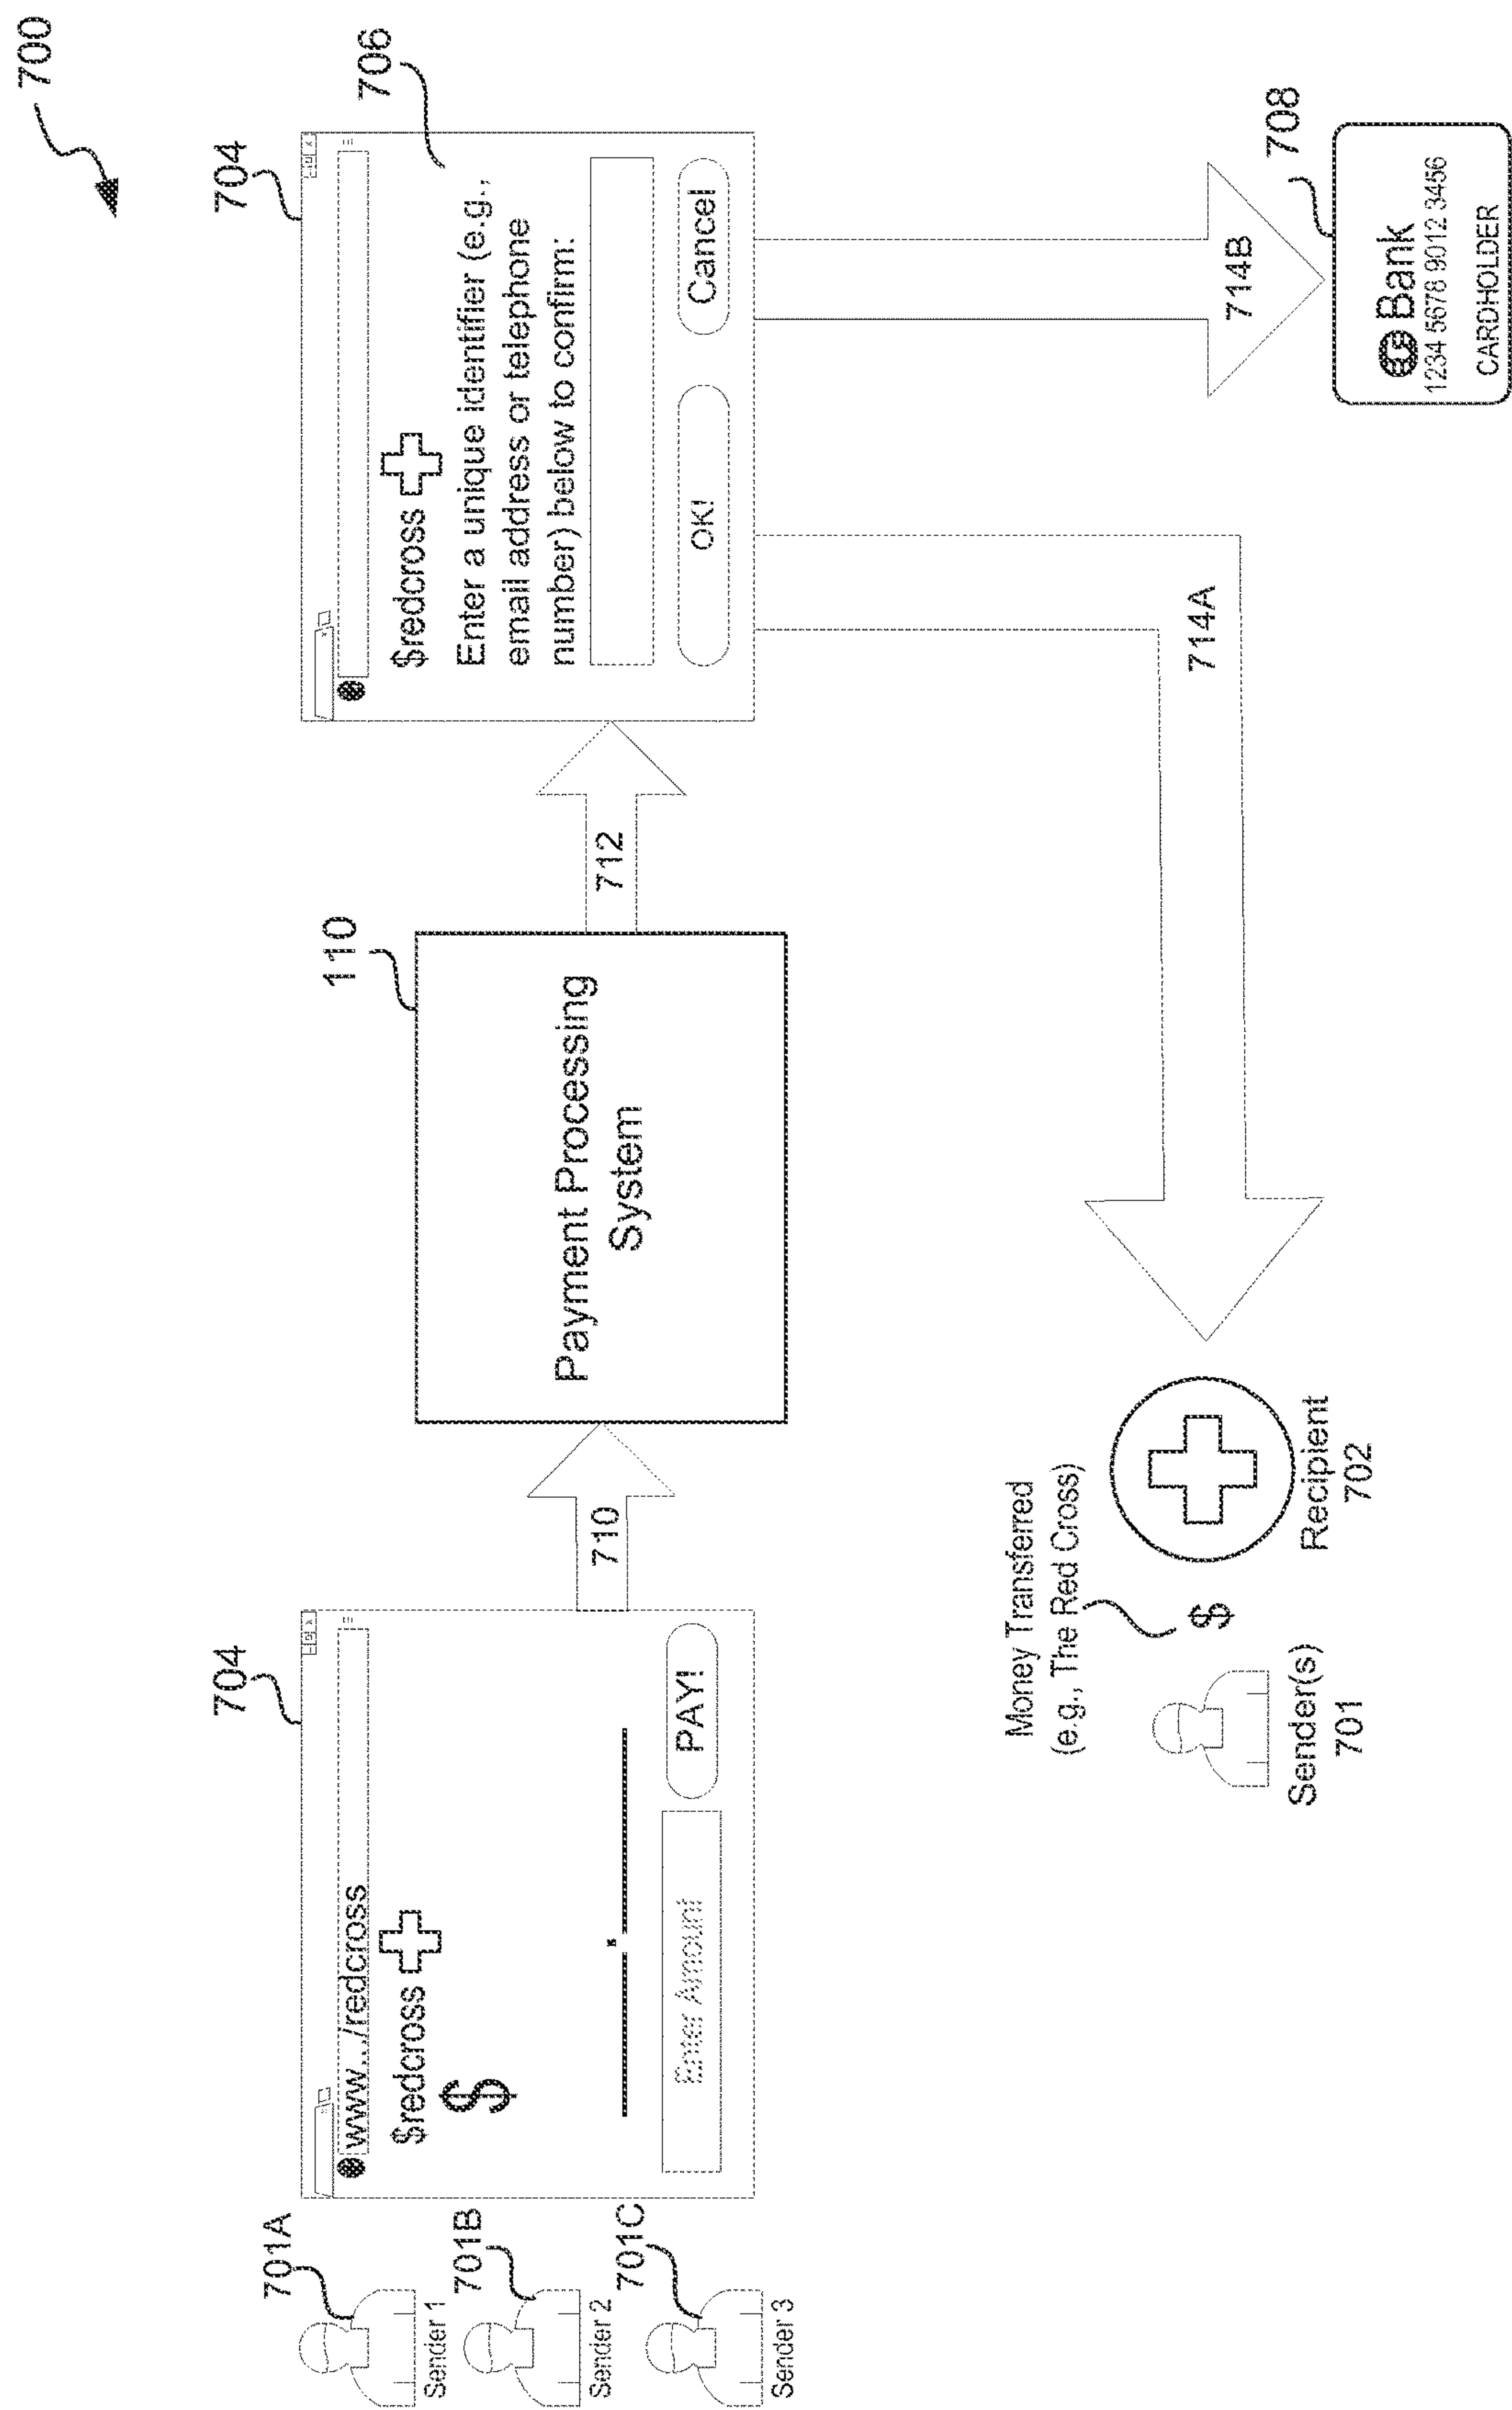 700
704
www.../redcross
$redcross
$
Enter Amount
PAY!
701A
Sender 1
701B
Sender 2
701C
Sender 3
710
110
Payment Processing
System
712
704
706
$redcross
Enter a unique identifier (e.g.,
email address or telephone
number) below to confirm:
OK!
Cancel
714A
714B
708
Bank
1234 5678 9012 3456
CARDHOLDER
Money Transferred
(e.g., The Red Cross)
$
Sender(s)
701
Recipient
702